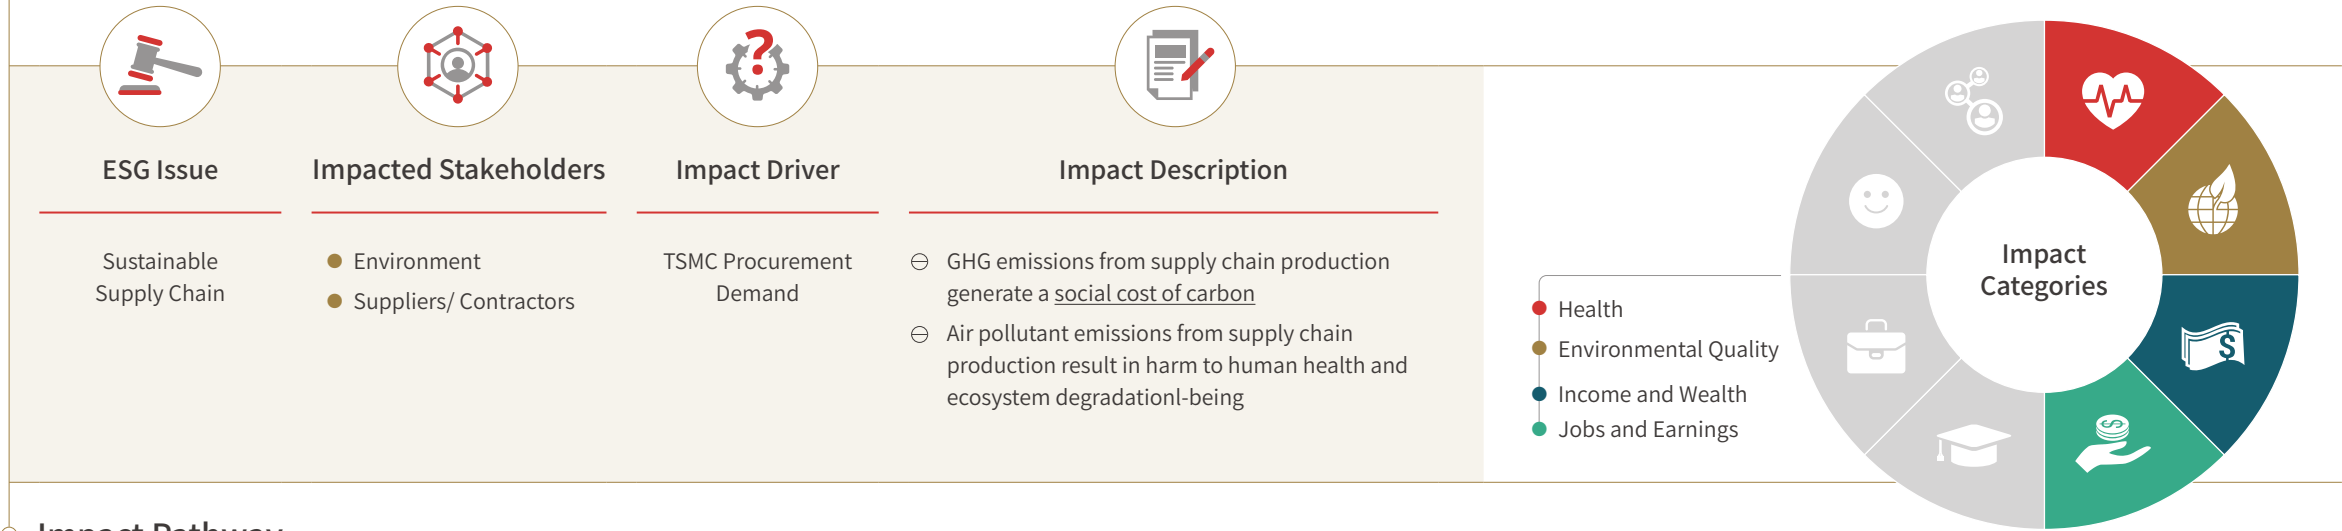 ESG Issue
Sustainable
Supply Chain
Impacted Stakeholders
Environment
Suppliers/ Contractors
Impact Driver
TSMC Procurement
Demand
Impact Description
GHG emissions from supply chain production
generate a social cost of carbon
Air pollutant emissions from supply chain
production result in harm to human health and
ecosystem degradationl-being
Health
Environmental Quality
Income and Wealth
Jobs and Earnings
Impact
Categories
Impact Pathway